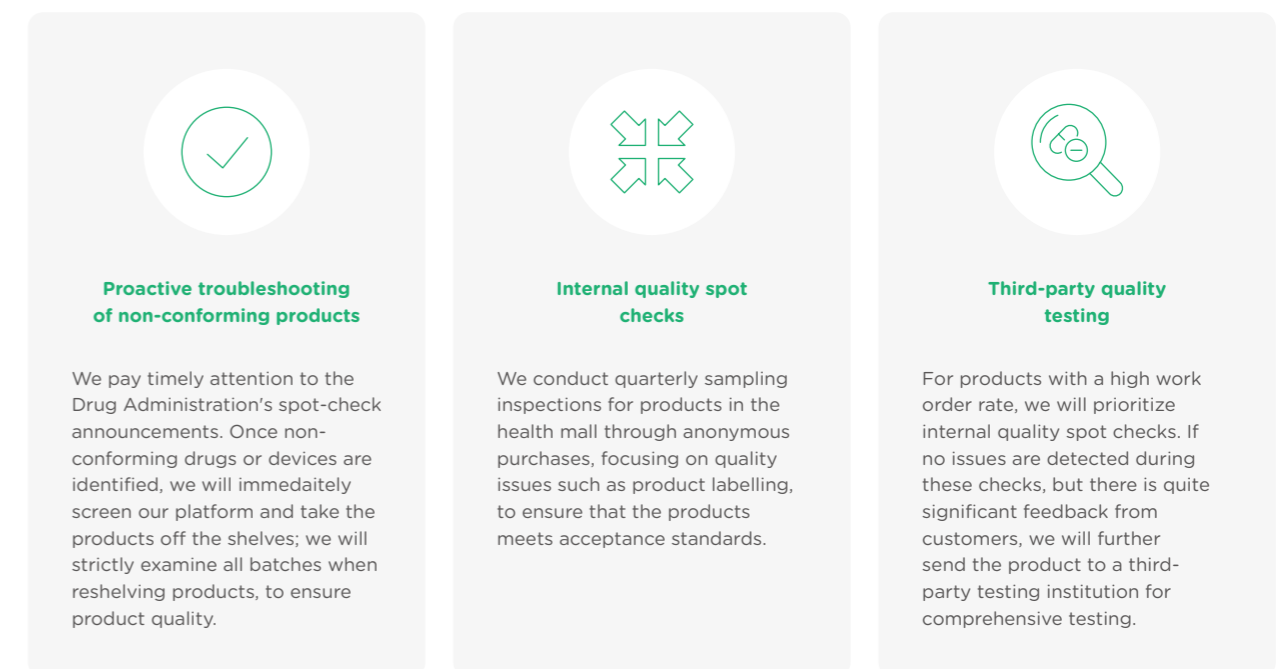 Proactive troubleshooting
of non-conforming products
We pay timely attention to the
Drug Administration's spot-check
announcements. Once non-
conforming drugs or devices are
identified, we will immedaitely
screen our platform and take the
products off the shelves; we will
strictly examine all batches when
reshelving products, to ensure
product quality.
Internal quality spot
checks
We conduct quarterly sampling
inspections for products in the
health mall through anonymous
purchases, focusing on quality
issues such as product labelling,
to ensure that the products
meets acceptance standards.
Third-party quality
testing
For products with a high work
order rate, we will prioritize
internal quality spot checks. If
no issues are detected during
these checks, but there is quite
significant feedback from
customers, we will further
send the product to a third-
party testing institution for
comprehensive testing.